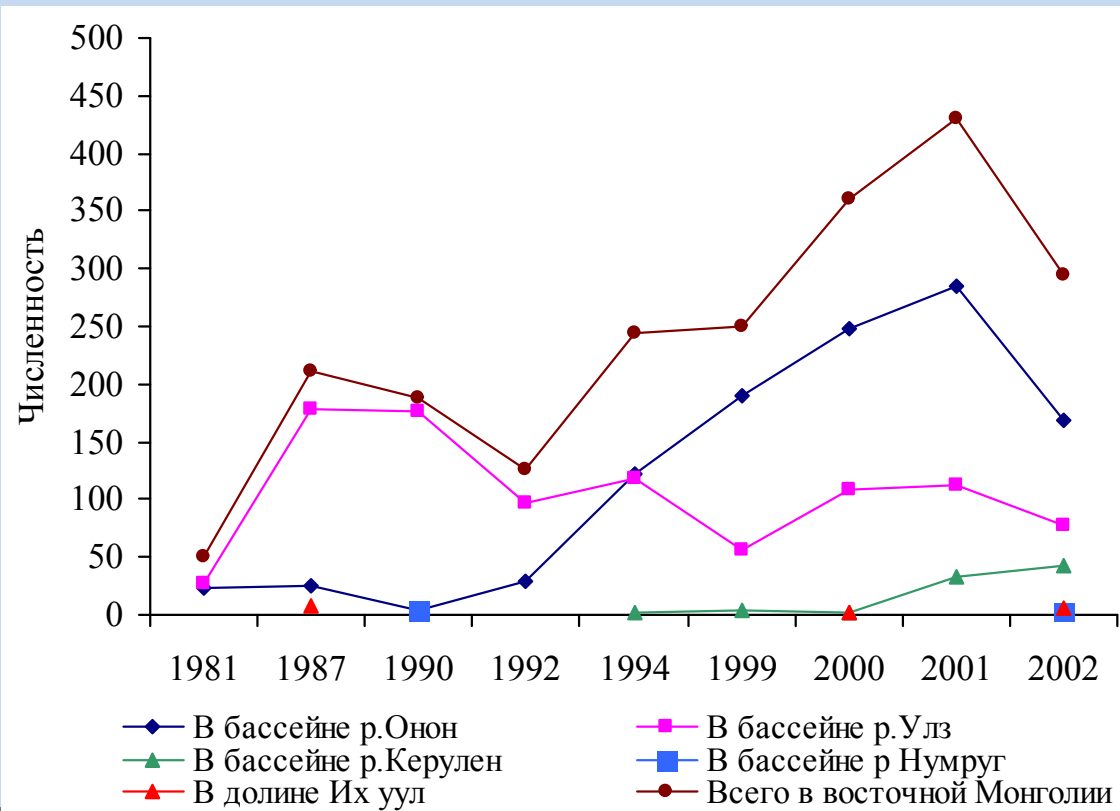 500
450
400
350
300
250
200
150
100
50
0
Численность
1981 1987 1990 1992 1994 1999 2000 2001 2002
В бассейне р.Онон В бассейне р.Улз
В бассейне р.Керулен В бассейне р Нумруг
В долине Их уул Всего в восточной Монголии